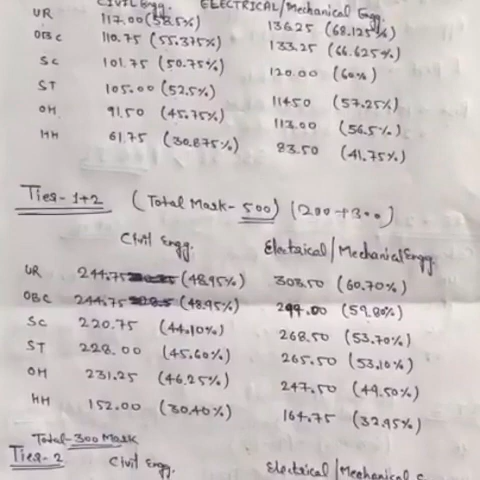 CIVIL Engg. ELECTRICAL/Mechanical Engg.
UR 117.00 (58.5%) 136.25 (68.125%)
OBC 110.75 (55.375%) 133.25 (66.625%)
SC 101.75 (50.75%) 120.00 (60%)
ST 105.00 (52.5%) 114.50 (57.25%)
OH 91.50 (45.75%) 113.00 (56.5%)
HH 61.75 (30.875%) 83.50 (41.75%)
Tier-1+2 (Total Mark-500) (200+300)
Civil Engg. Electrical/Mechanical Engg.
UR 244.75 (48.95%) 303.50 (60.70%)
OBC 244.75 (48.95%) 299.00 (59.80%)
SC 220.75 (44.10%) 268.50 (53.70%)
ST 228.00 (45.60%) 265.50 (53.10%)
OH 231.25 (46.25%) 247.50 (49.50%)
HH 152.00 (30.40%) 164.75 (32.95%)
Total-300 Mark
Tier-2 Civil Engg. Electrical/Mechanical E